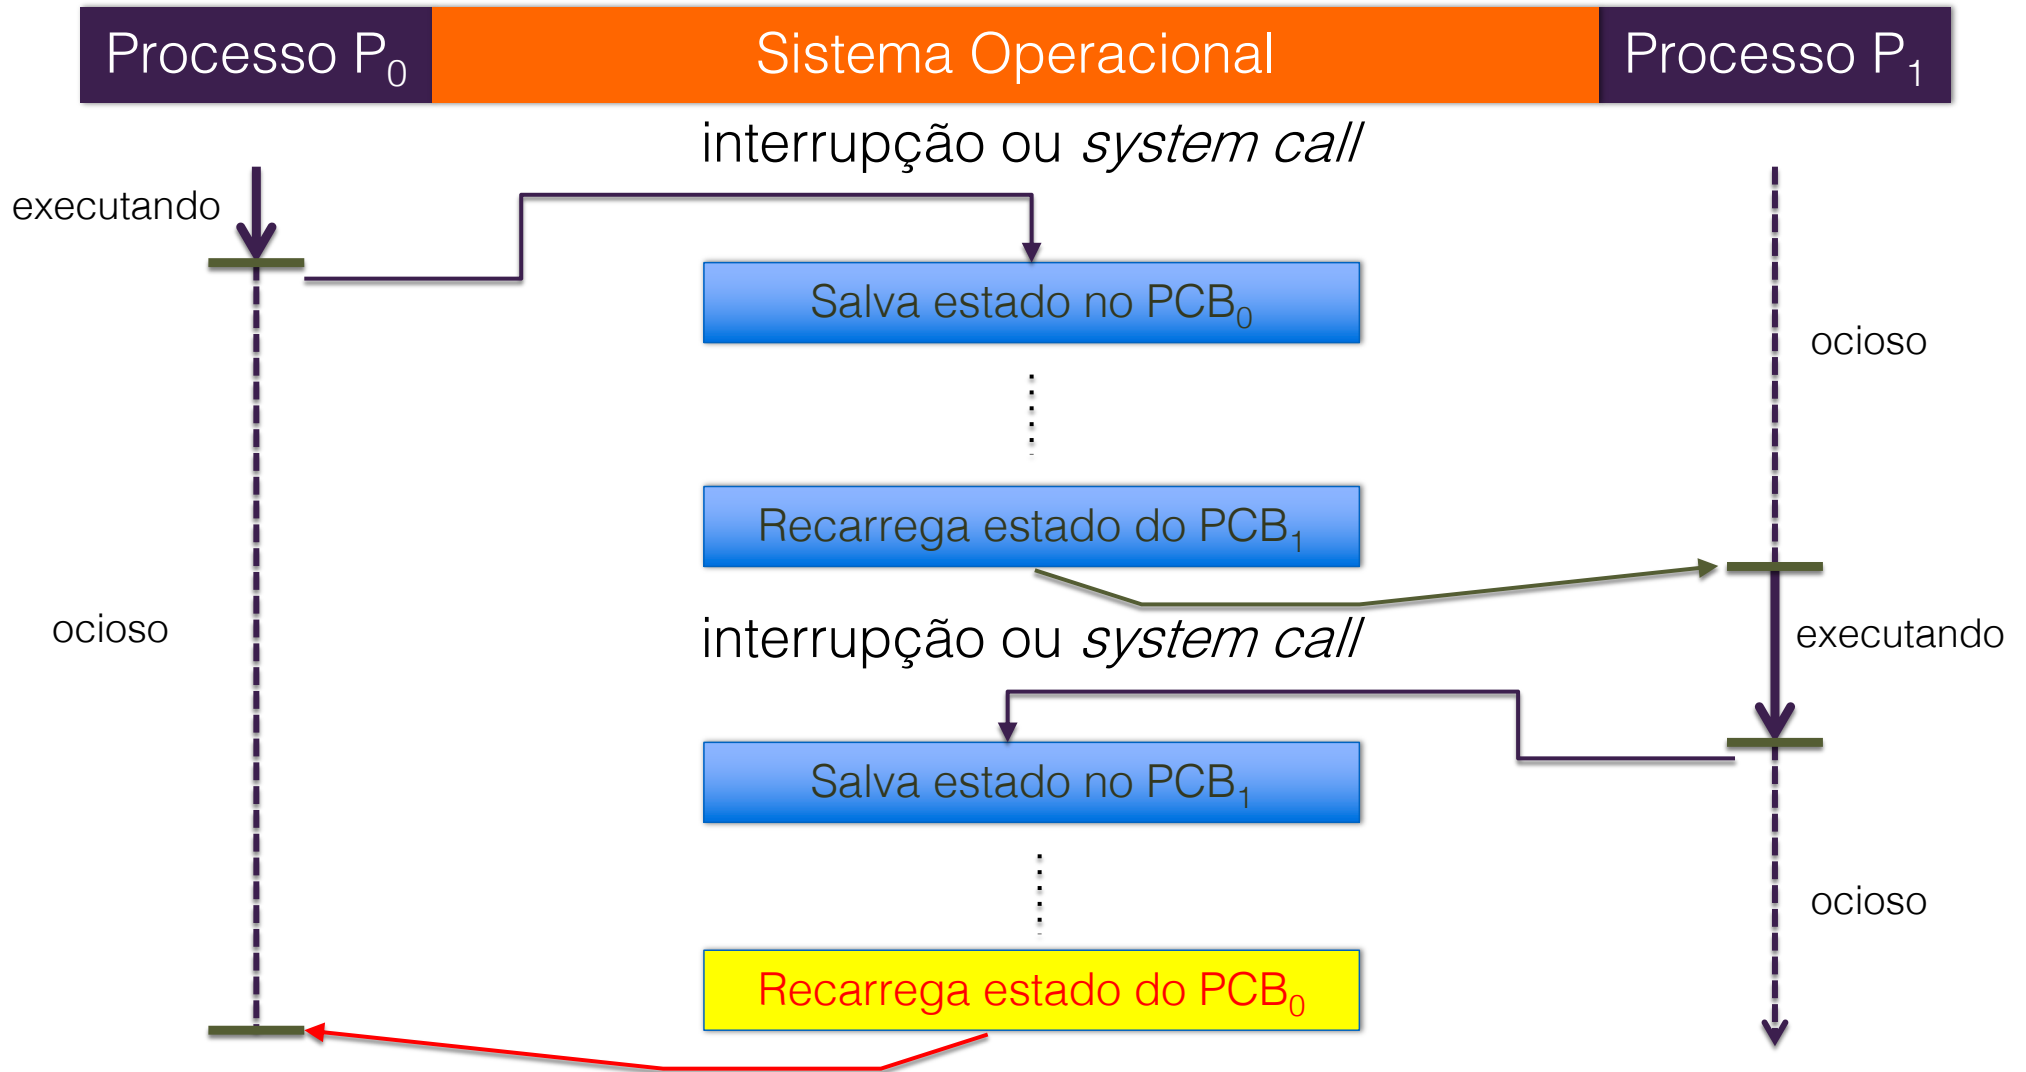 Processo P₀ Sistema Operacional Processo P₁
interrupção ou system call
executando
Salva estado no PCB₀
ocioso
Recarrega estado do PCB₁
ocioso
interrupção ou system call
executando
Salva estado no PCB₁
ocioso
Recarrega estado do PCB₀